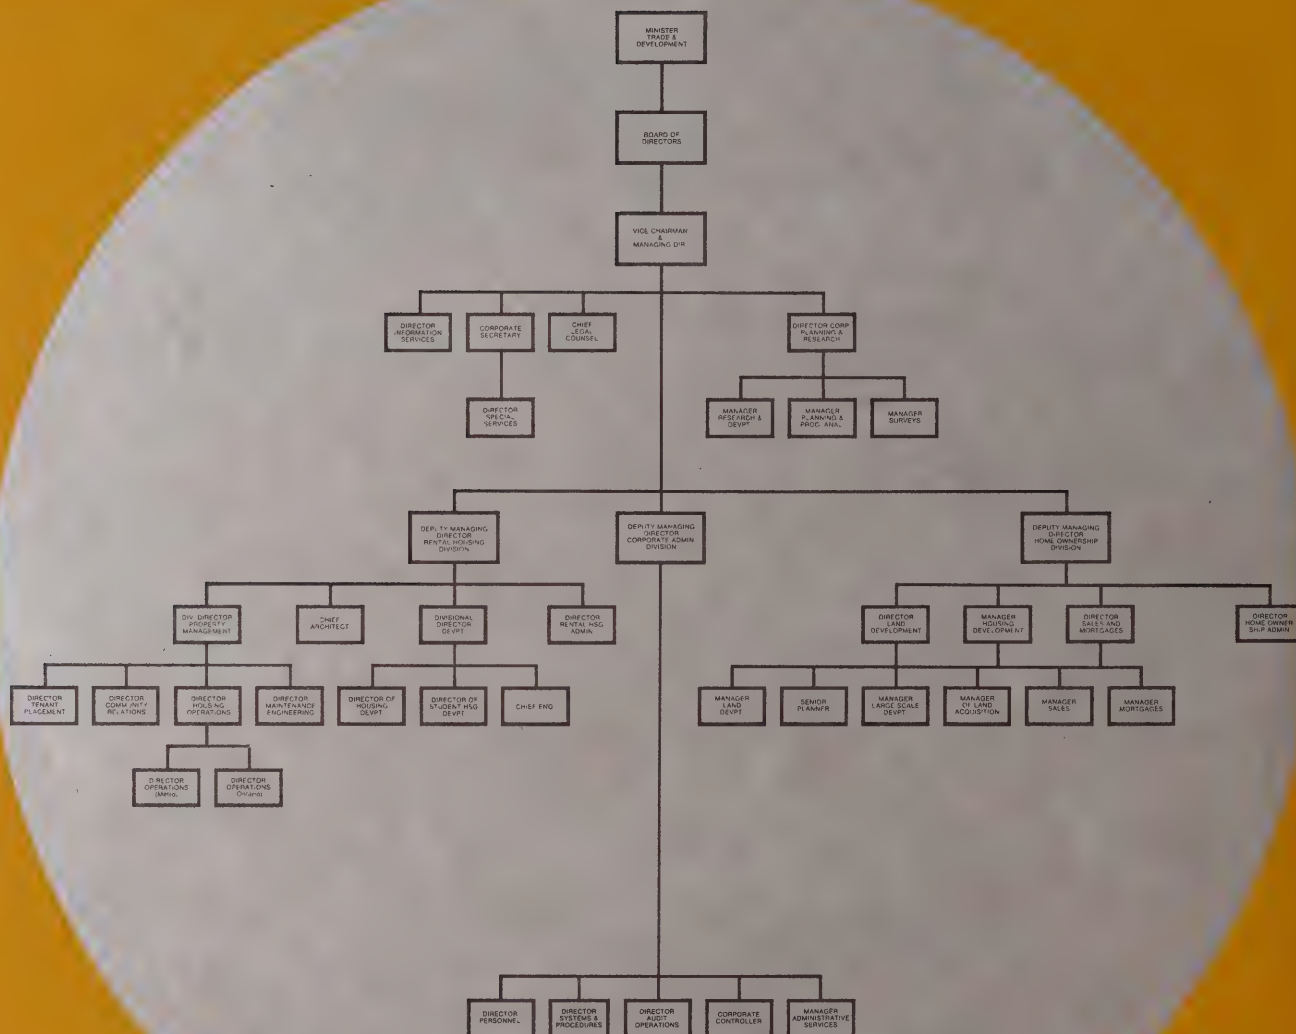 MINISTER
TRADE &
DEVELOPMENT
BOARD OF
DIRECTORS
VICE CHAIRMAN
&
MANAGING DIR
DIRECTOR
INFORMATION
SERVICES
CORPORATE
SECRETARY
CHIEF
LEGAL
COUNSEL
DIRECTOR CORP
PLANNING &
RESEARCH
DIRECTOR
SPECIAL
SERVICES
MANAGER
RESEARCH &
DEVPT
MANAGER
PLANNING &
PROG ANAL
MANAGER
SURVEYS
DEPUTY MANAGING
DIRECTOR
RENTAL HOUSING
DIVISION
DEPUTY MANAGING
DIRECTOR
CORPORATE ADMIN
DIVISION
DEPUTY MANAGING
DIRECTOR
HOME OWNERSHIP
DIVISION
DIV DIRECTOR
PROPERTY
MANAGEMENT
CHIEF
ARCHITECT
DIVISIONAL
DIRECTOR
DEVPT
DIRECTOR
RENTAL HSG
ADMIN
DIRECTOR
LAND
DEVELOPMENT
MANAGER
HOUSING
DEVELOPMENT
DIRECTOR
SALES AND
MORTGAGES
DIRECTOR
HOME OWNER
SHIP ADMIN
DIRECTOR
TENANT
PLACEMENT
DIRECTOR
COMMUNITY
RELATIONS
DIRECTOR
HOUSING
OPERATIONS
DIRECTOR
MAINTENANCE
ENGINEERING
DIRECTOR OF
HOUSING
DEVPT
DIRECTOR OF
STUDENT HSG
DEVPT
CHIEF ENG
MANAGER
LAND
DEVPT
SENIOR
PLANNER
MANAGER
LARGE SCALE
DEVPT
MANAGER
OF LAND
ACQUISITION
MANAGER
SALES
MANAGER
MORTGAGES
DIRECTOR
OPERATIONS
(Metro)
DIRECTOR
OPERATIONS
(Ontario)
DIRECTOR
PERSONNEL
DIRECTOR
SYSTEMS &
PROCEDURES
DIRECTOR
AUDIT
OPERATIONS
CORPORATE
CONTROLLER
MANAGER
ADMINISTRATIVE
SERVICES